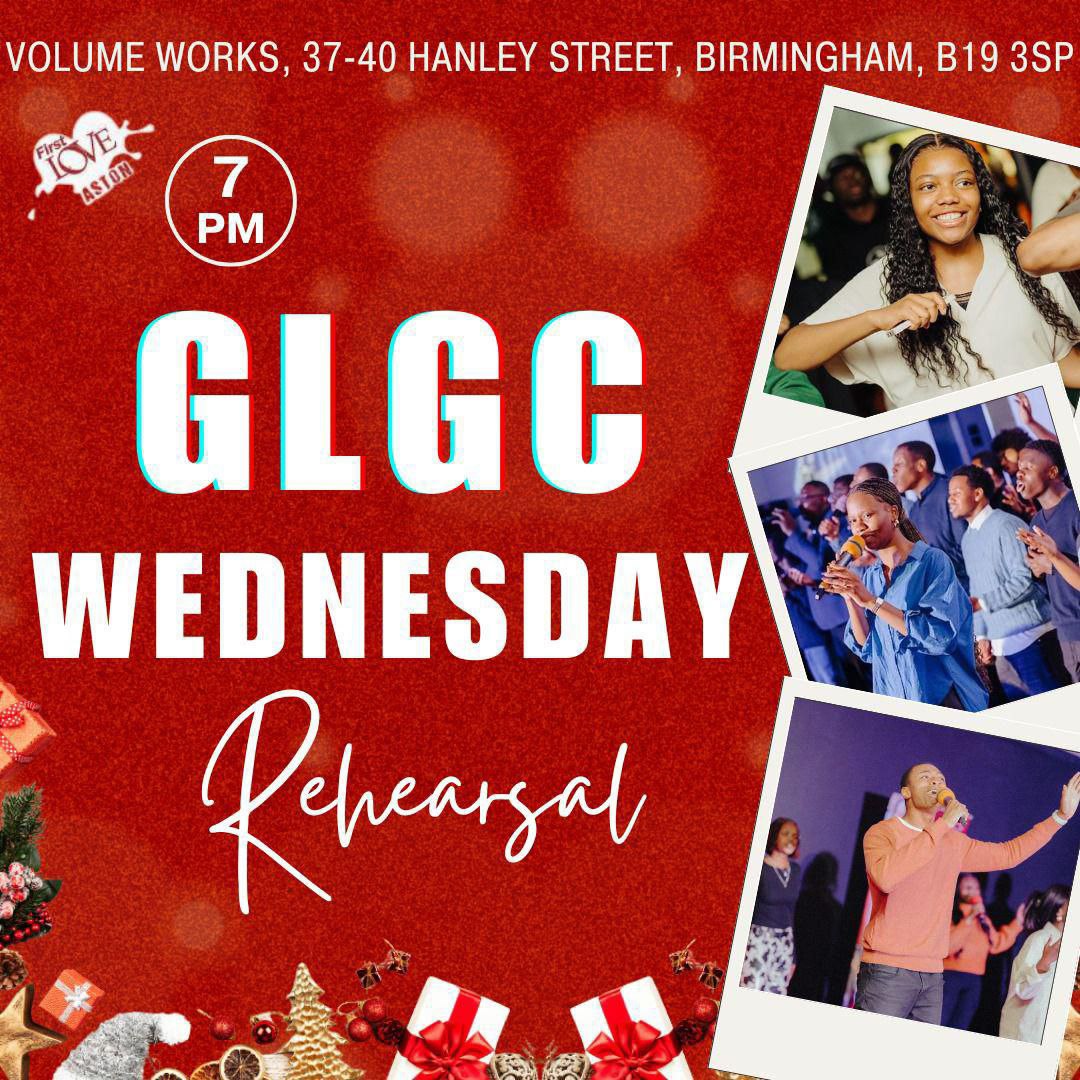 VOLUME WORKS, 37-40 HANLEY STREET, BIRMINGHAM, B19 3SP
First
LOVE
ASTON
7
PM
GLGC
WEDNESDAY
Rehearsal